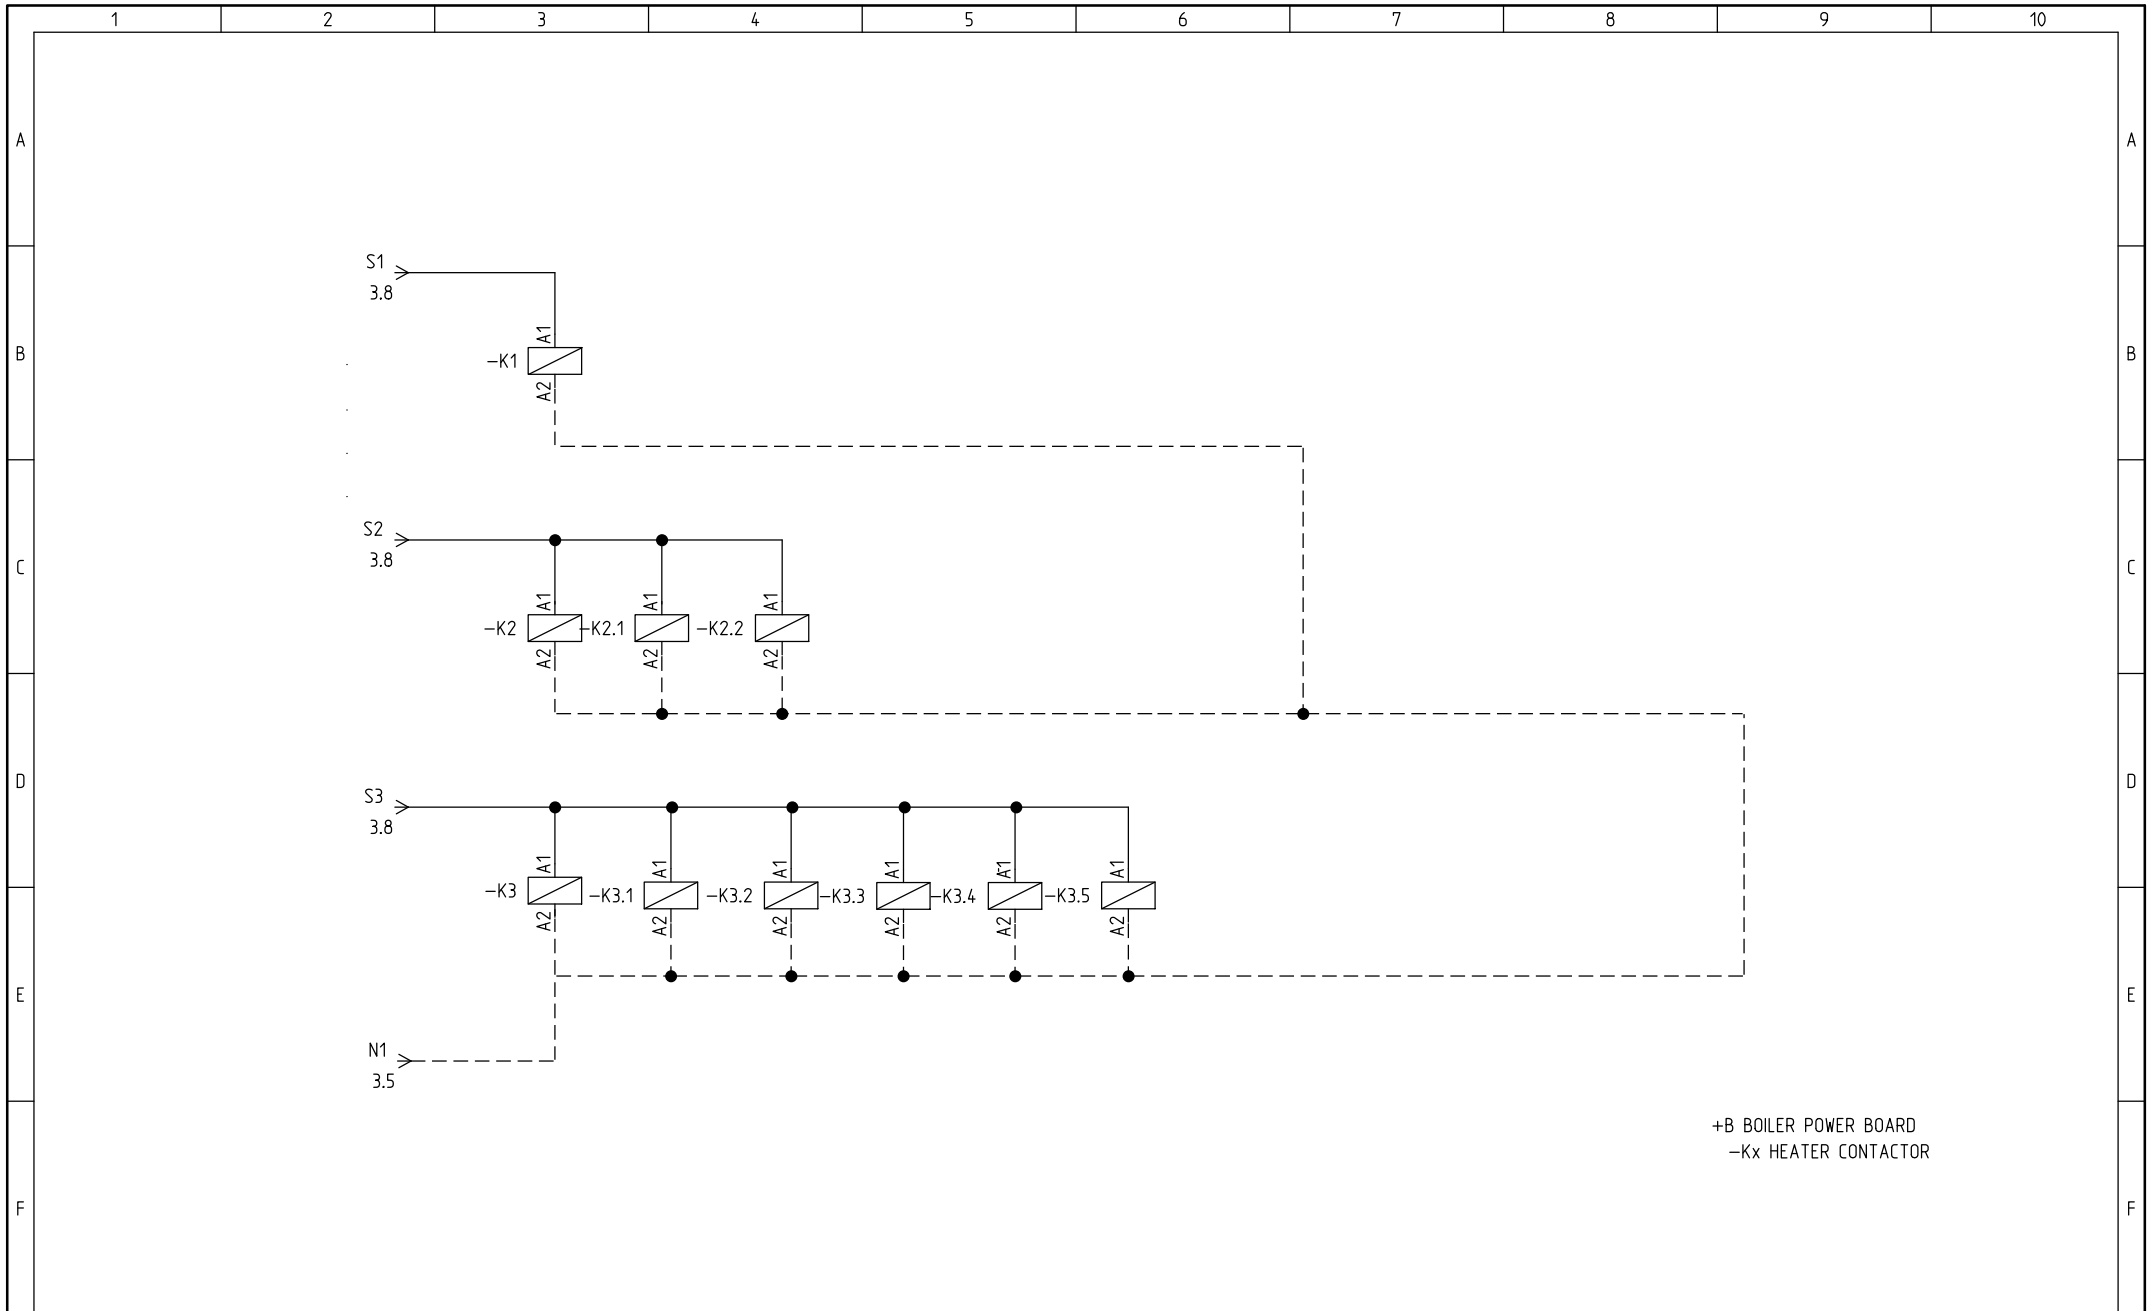 1 2 3 4 5 6 7 8 9 10
A A
S1
3.8
A1
B -K1 B
A2
S2
3.8
C C
A1 A1 A1
-K2 -K2.1 -K2.2
A2 A2 A2
D D
S3
3.8
A1 A1 A1 A1 A1 A1
-K3 -K3.1 -K3.2 -K3.3 -K3.4 -K3.5
A2 A2 A2 A2 A2 A2
E E
N1
3.5
+B BOILER POWER BOARD
-Kx HEATER CONTACTOR
F F